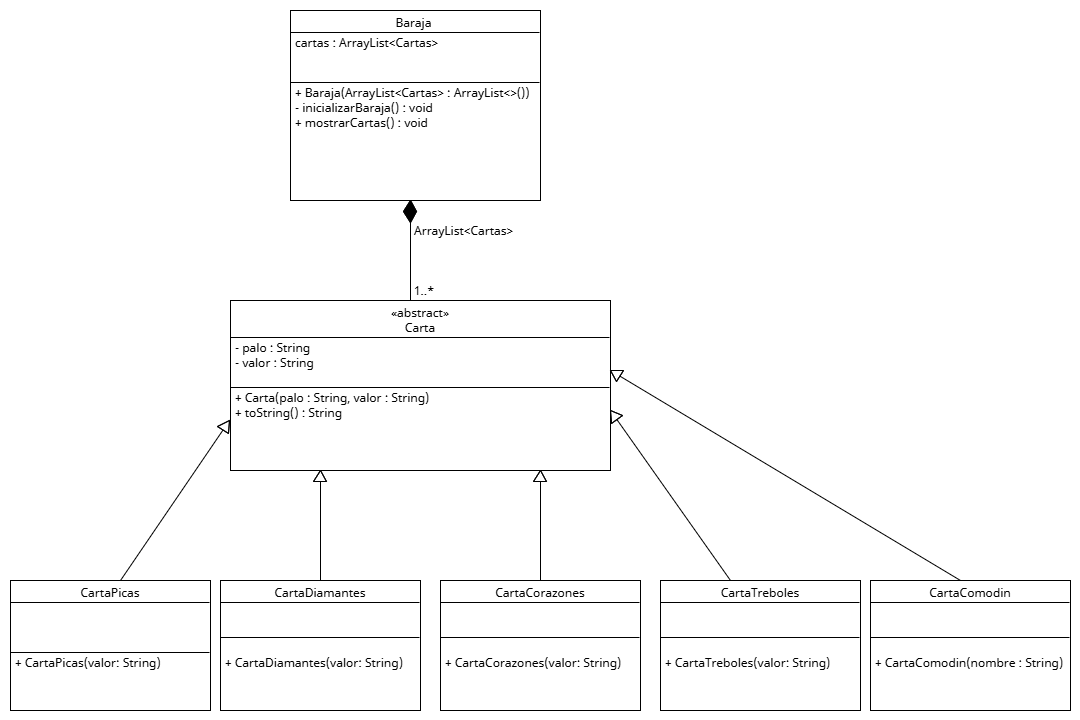 Baraja
cartas : ArrayList<Cartas>
+ Baraja(ArrayList<Cartas> : ArrayList<>())
- inicializarBaraja() : void
+ mostrarCartas() : void
ArrayList<Cartas>
1..*
«abstract»
Carta
- palo : String
- valor : String
+ Carta(palo : String, valor : String)
+ toString() : String
CartaPicas
+ CartaPicas(valor: String)
CartaDiamantes
+ CartaDiamantes(valor: String)
CartaCorazones
+ CartaCorazones(valor: String)
CartaTreboles
+ CartaTreboles(valor: String)
CartaComodin
+ CartaComodin(nombre : String)